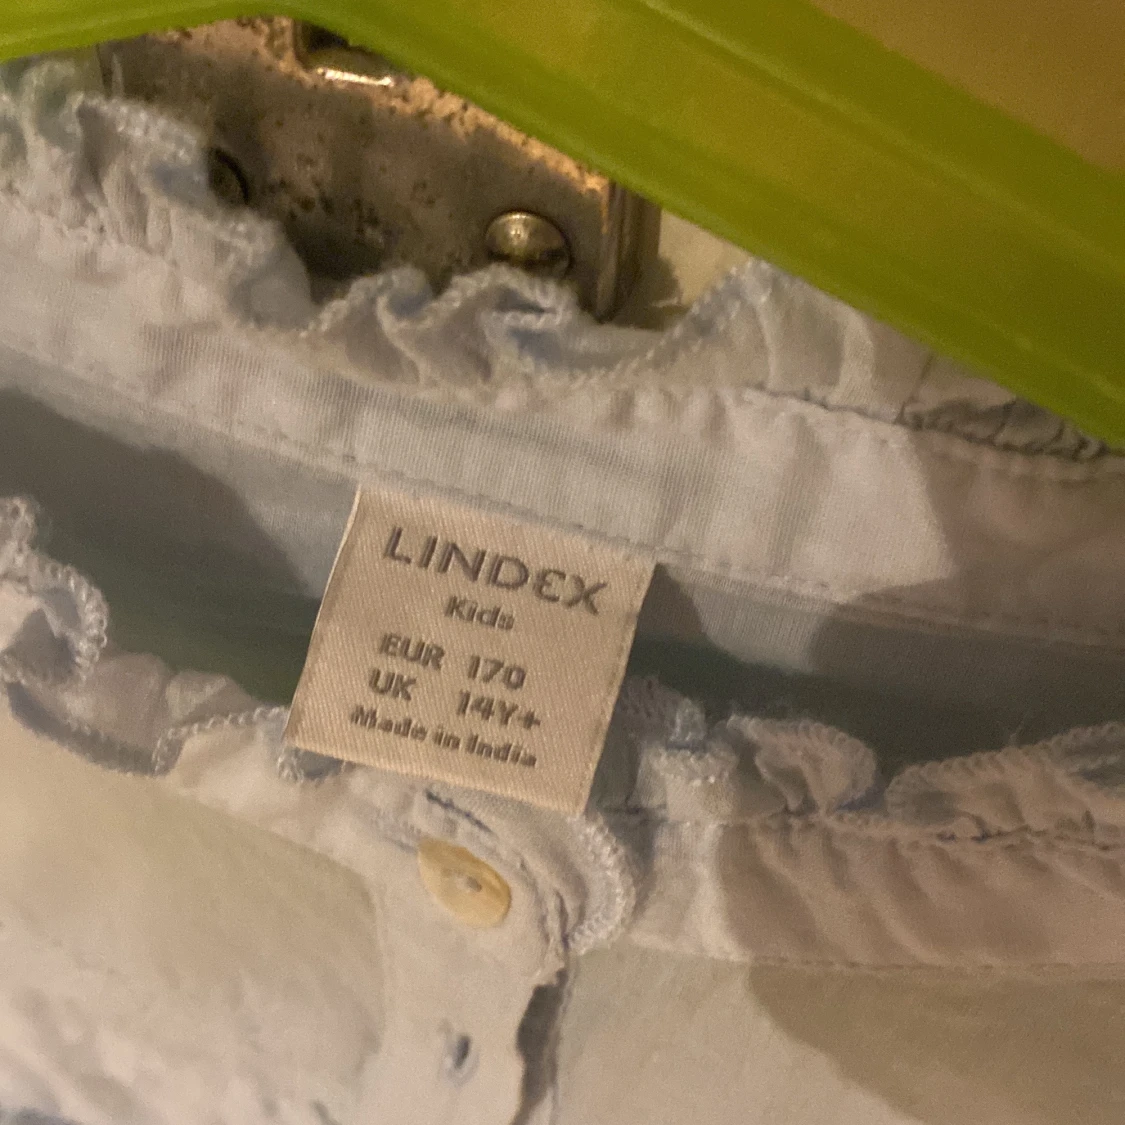 LINDEX
Kids
EUR 170
UK 14Y+
Made in India